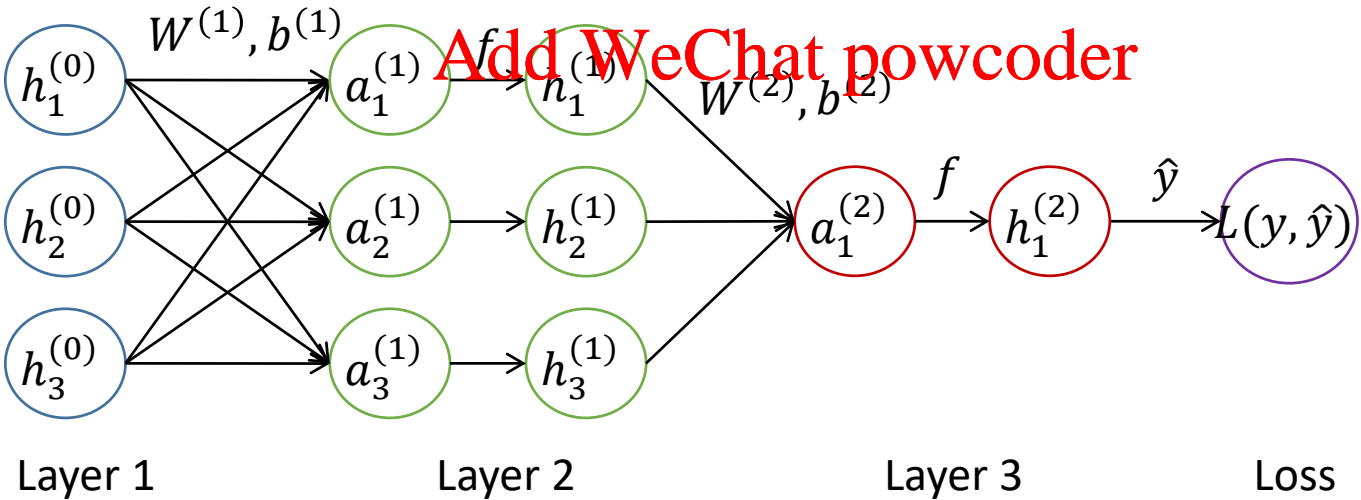 W^(1), b^(1)
Add WeChat powcoder
f
W^(2), b^(2)
h_1^(0) a_1^(1) h_1^(1)
f ŷ
h_2^(0) a_2^(1) h_2^(1) a_1^(2) h_1^(2) L(y, ŷ)
h_3^(0) a_3^(1) h_3^(1)
Layer 1 Layer 2 Layer 3 Loss